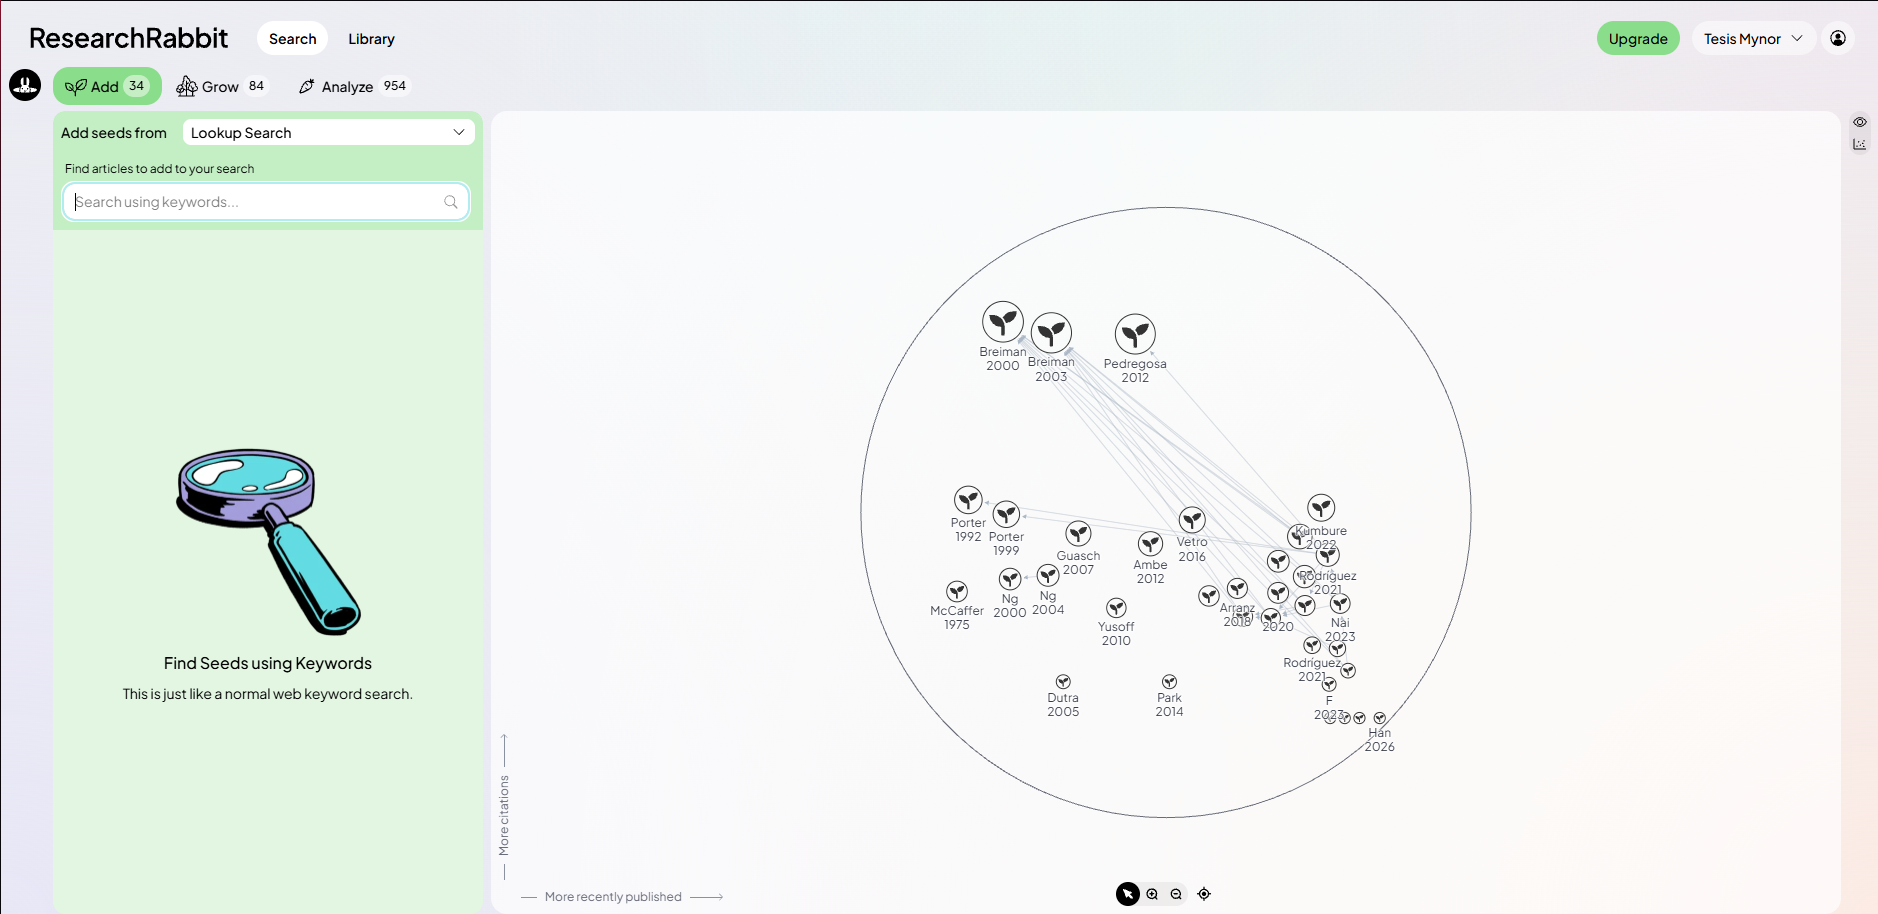 ResearchRabbit
Search
Library
Upgrade
Tesis Mynor
Add 34
Grow 84
Analyze 954
Add seeds from
Lookup Search
Find articles to add to your search
Search using keywords...
Find Seeds using Keywords
This is just like a normal web keyword search.
Breiman
2000
Breiman
2003
Pedregosa
2012
Porter
1992
Porter
1999
Guasch
2007
Ambe
2012
Vetro
2016
Kumbure
2022
Rodríguez
2021
McCaffer
1975
Ng
2000
Ng
2004
Yusoff
2010
Arranz
2018
2020
Nai
2023
Rodríguez
2021
Dutra
2005
Park
2014
F
2023
Han
2026
More citations
More recently published